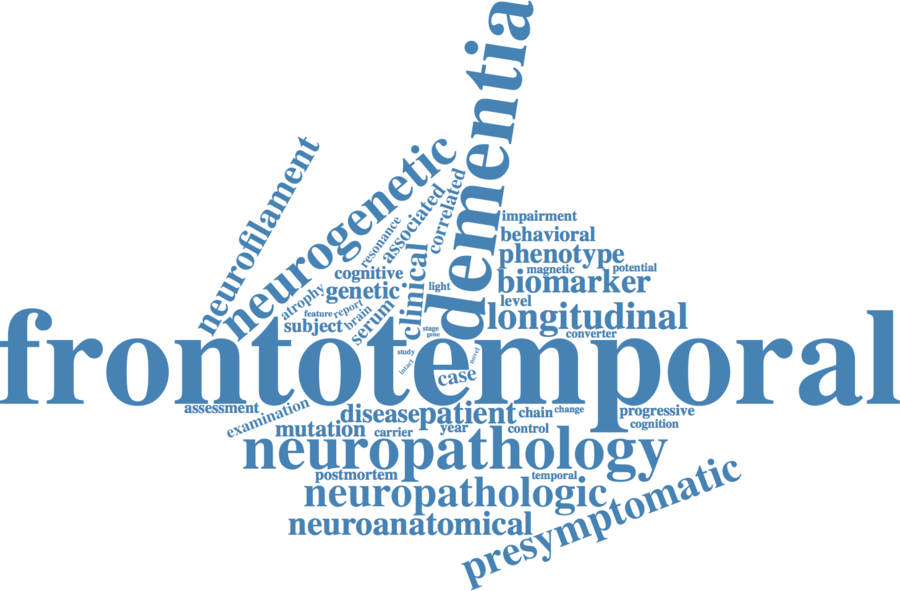 dementia
neurofilament
neurogenetic
resonance
associated
correlated
impairment
behavioral
phenotype
magnetic
potential
cognitive
clinical
biomarker
atrophy
genetic
light
level
feature
report
brain
serum
longitudinal
subject
stage
gene
converter
frontotemporal
study
intact
novel
case
assessment
examination
disease
patient
chain
change
progressive
mutation
carrier
year
control
cognition
neuropathology
postmortem
temporal
neuropathologic
presymptomatic
neuroanatomical